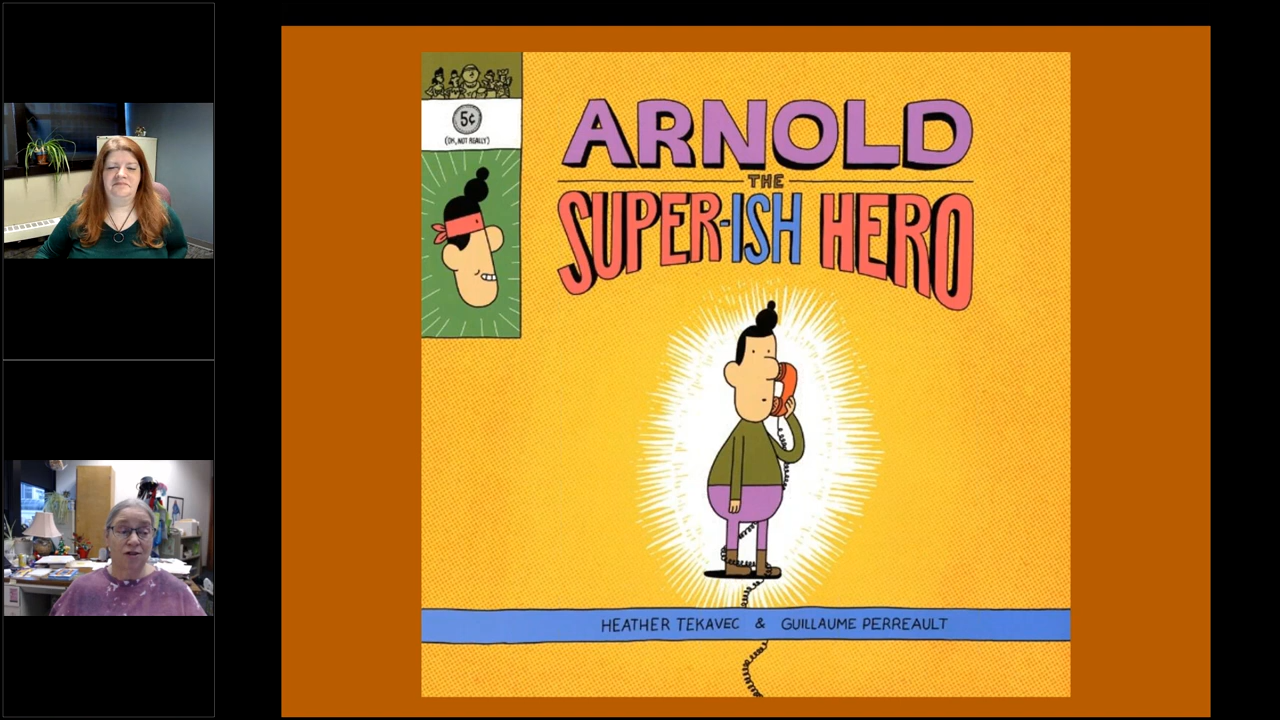 5¢
(OK, NOT REALLY)
ARNOLD
THE
SUPER-ISH HERO
HEATHER TEKAVEC & GUILLAUME PERREAULT